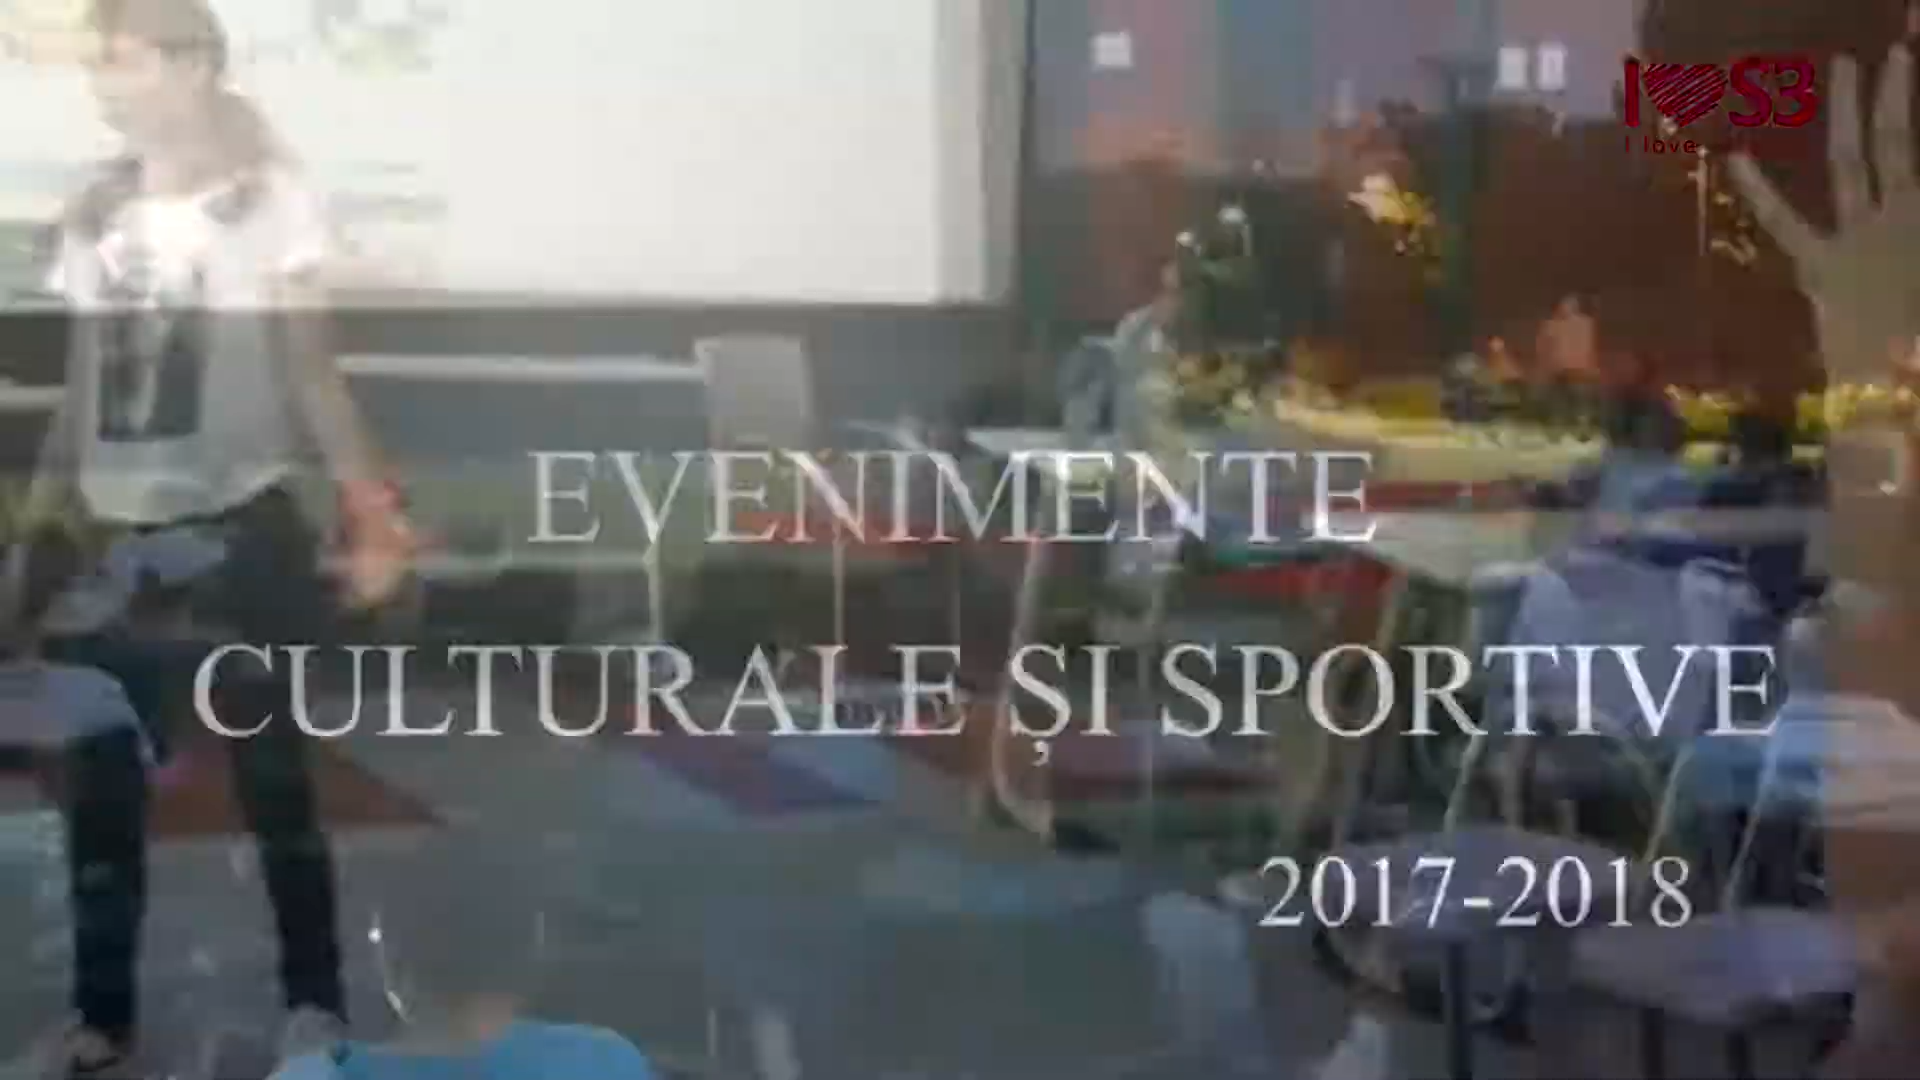 I S3
I love
EVENIMENTE
CULTURALE ȘI SPORTIVE
2017-2018